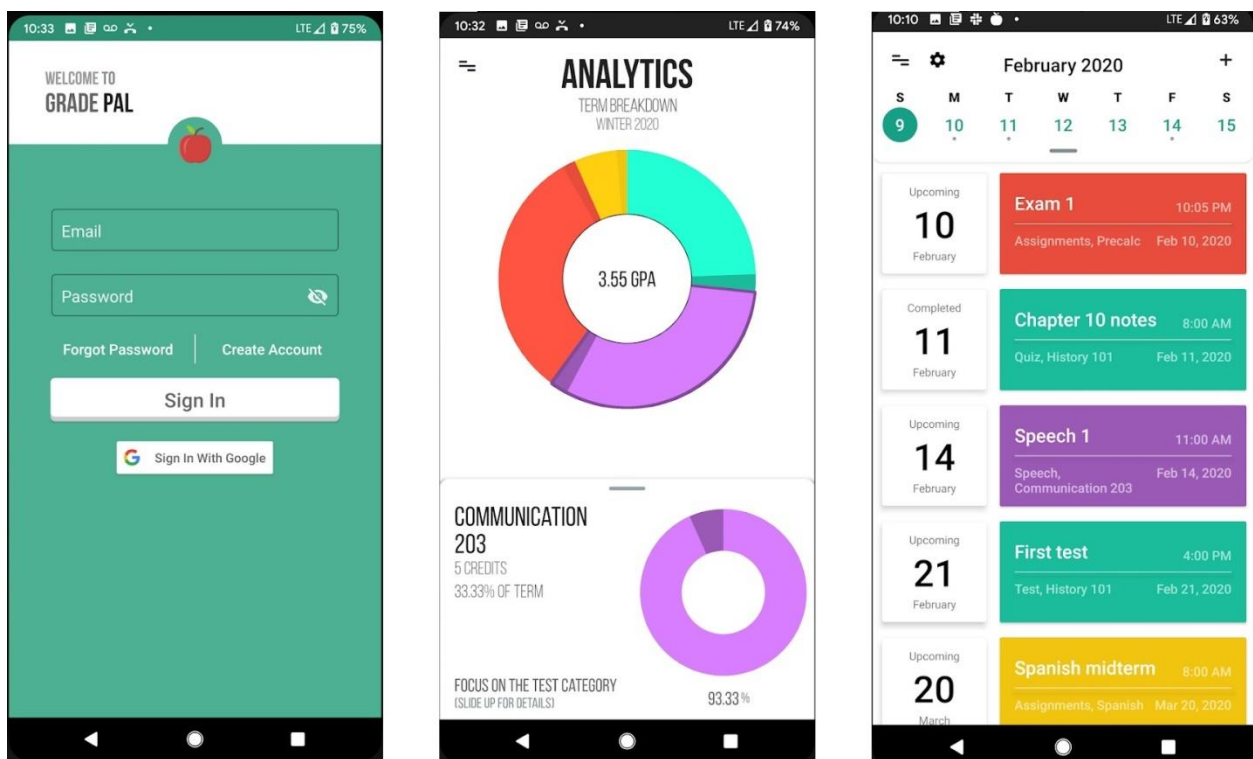 10:33
LTE 75%
WELCOME TO
GRADE PAL
Email
Password
Forgot Password
Create Account
Sign In
G Sign In With Google
10:32
LTE 74%
ANALYTICS
TERM BREAKDOWN
WINTER 2020
3.55 GPA
COMMUNICATION
203
5 CREDITS
33.33% OF TERM
FOCUS ON THE TEST CATEGORY
(SLIDE UP FOR DETAILS)
93.33 %
10:10
LTE 63%
February 2020
S M T W T F S
9 10 11 12 13 14 15
Upcoming
10
February
Exam 1 10:05 PM
Assignments, Precalc Feb 10, 2020
Completed
11
February
Chapter 10 notes 8:00 AM
Quiz, History 101 Feb 11, 2020
Upcoming
14
February
Speech 1 11:00 AM
Speech, Feb 14, 2020
Communication 203
Upcoming
21
February
First test 4:00 PM
Test, History 101 Feb 21, 2020
Upcoming
20
March
Spanish midterm 8:00 AM
Assignments, Spanish Mar 20, 2020